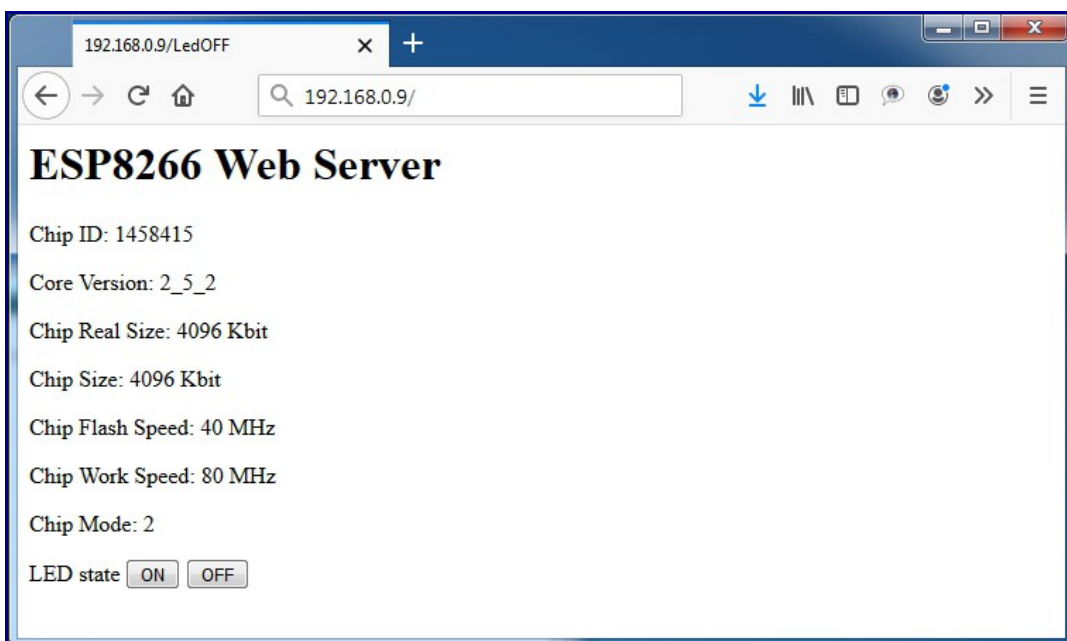 192.168.0.9/LedOFF
192.168.0.9/
ESP8266 Web Server
Chip ID: 1458415
Core Version: 2_5_2
Chip Real Size: 4096 Kbit
Chip Size: 4096 Kbit
Chip Flash Speed: 40 MHz
Chip Work Speed: 80 MHz
Chip Mode: 2
LED state ON OFF